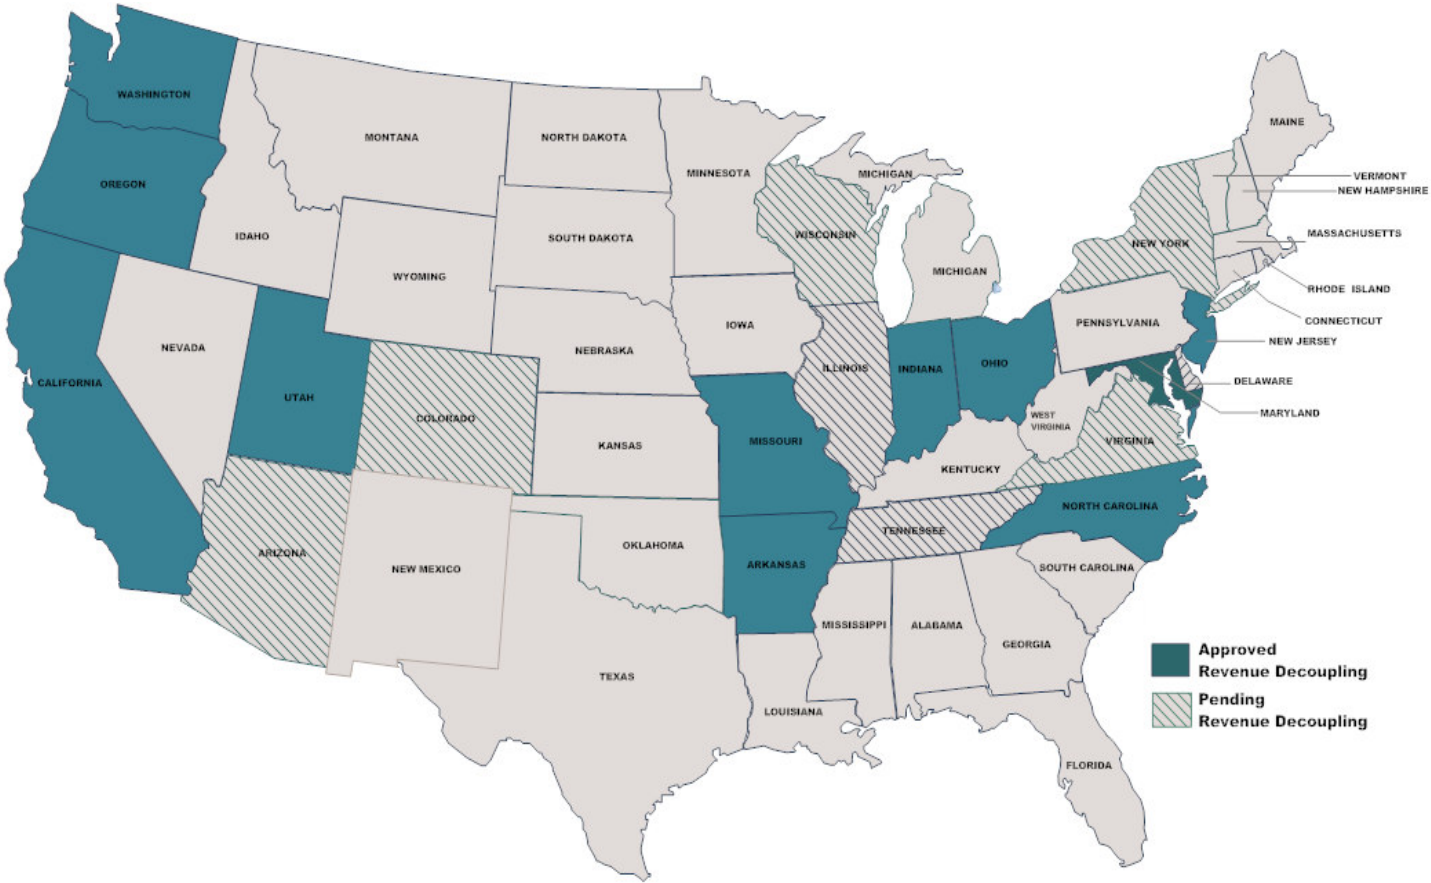 WASHINGTON
MONTANA
NORTH DAKOTA
MAINE
MINNESOTA
MICHIGAN
VERMONT
OREGON
NEW HAMPSHIRE
IDAHO
SOUTH DAKOTA
WISCONSIN
NEW YORK
MASSACHUSETTS
WYOMING
MICHIGAN
RHODE ISLAND
IOWA
PENNSYLVANIA
CONNECTICUT
NEVADA
NEBRASKA
NEW JERSEY
ILLINOIS
INDIANA
OHIO
CALIFORNIA
DELAWARE
UTAH
COLORADO
WEST
VIRGINIA
MARYLAND
KANSAS
MISSOURI
VIRGINIA
KENTUCKY
NORTH CAROLINA
ARIZONA
OKLAHOMA
TENNESSEE
NEW MEXICO
ARKANSAS
SOUTH CAROLINA
MISSISSIPPI
ALABAMA
GEORGIA
TEXAS
LOUISIANA
FLORIDA
Approved
Revenue Decoupling
Pending
Revenue Decoupling